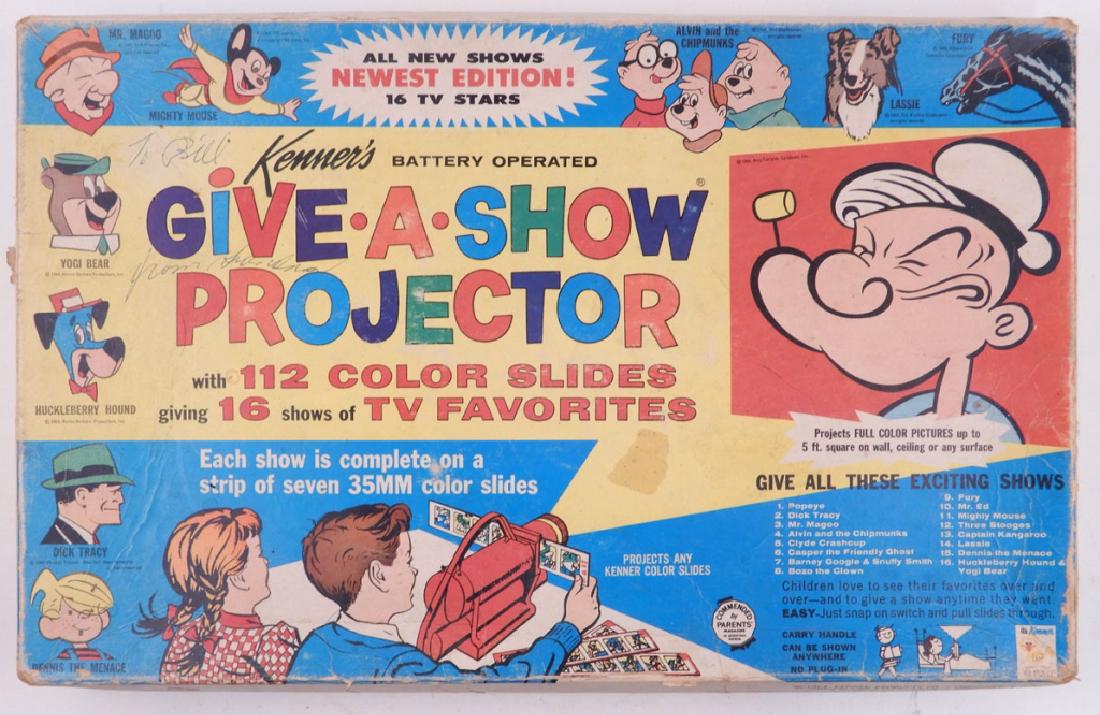 MR. MAGOO
MIGHTY MOUSE
ALL NEW SHOWS
NEWEST EDITION!
16 TV STARS
ALVIN and the
CHIPMUNKS
LASSIE
FURY
To Bill
from
YOGI BEAR
HUCKLEBERRY HOUND
DICK TRACY
DENNIS THE MENACE
Kenner's BATTERY OPERATED
GIVE·A·SHOW®
PROJECTOR
with 112 COLOR SLIDES
giving 16 shows of TV FAVORITES
Each show is complete on a
strip of seven 35MM color slides
PROJECTS ANY
KENNER COLOR SLIDES
COMMENDED
by PARENTS'
MAGAZINE
Projects FULL COLOR PICTURES up to
5 ft. square on wall, ceiling or any surface
GIVE ALL THESE EXCITING SHOWS
1. Popeye
2. Dick Tracy
3. Mr. Magoo
4. Alvin and the Chipmunks
5. Clyde Crashcup
6. Casper the Friendly Ghost
7. Barney Google & Snuffy Smith
8. Bozo the Clown
9. Fury
10. Mr. Ed
11. Mighty Mouse
12. Three Stooges
13. Captain Kangaroo
14. Lassie
15. Dennis the Menace
16. Huckleberry Hound &
Yogi Bear
Children love to see their favorites over and
over—and to give a show anytime they want.
EASY-Just snap on switch and pull slides through.
CARRY HANDLE
CAN BE SHOWN
ANYWHERE
NO PLUG-IN